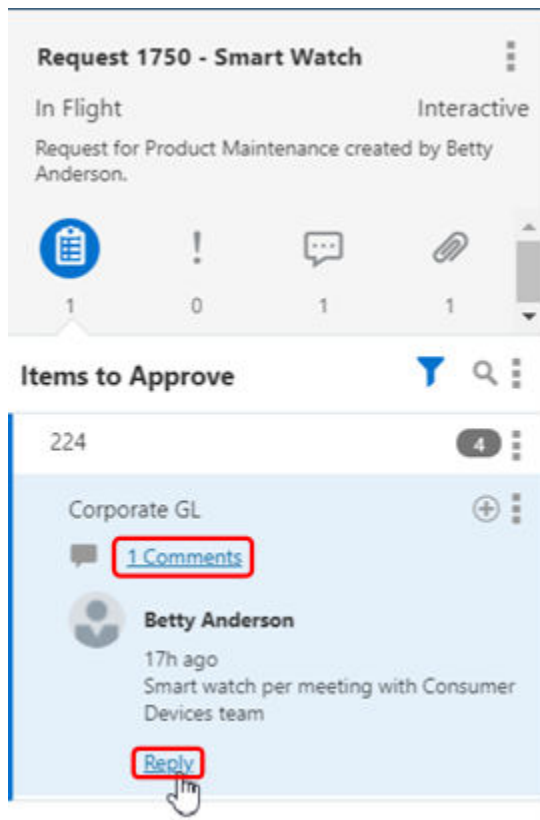 Request 1750 - Smart Watch
In Flight Interactive
Request for Product Maintenance created by Betty
Anderson.
!
1 0 1 1
Items to Approve
224 4
Corporate GL
1 Comments
Betty Anderson
17h ago
Smart watch per meeting with Consumer
Devices team
Reply